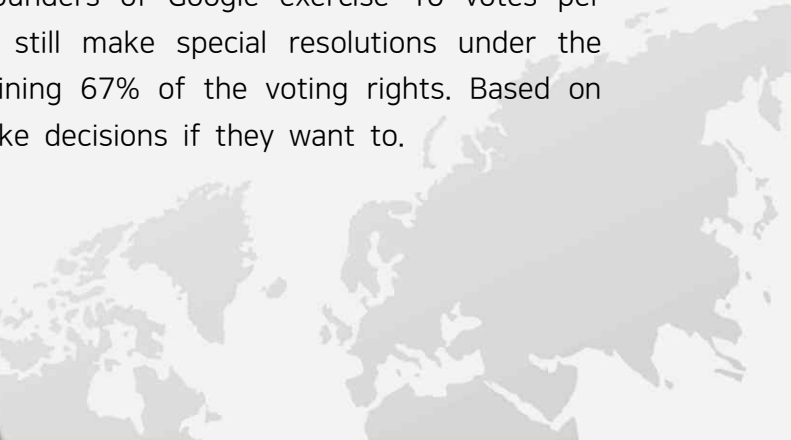 ounders of Google exercise 10 votes per
still make special resolutions under the
ining 67% of the voting rights. Based on
ke decisions if they want to.